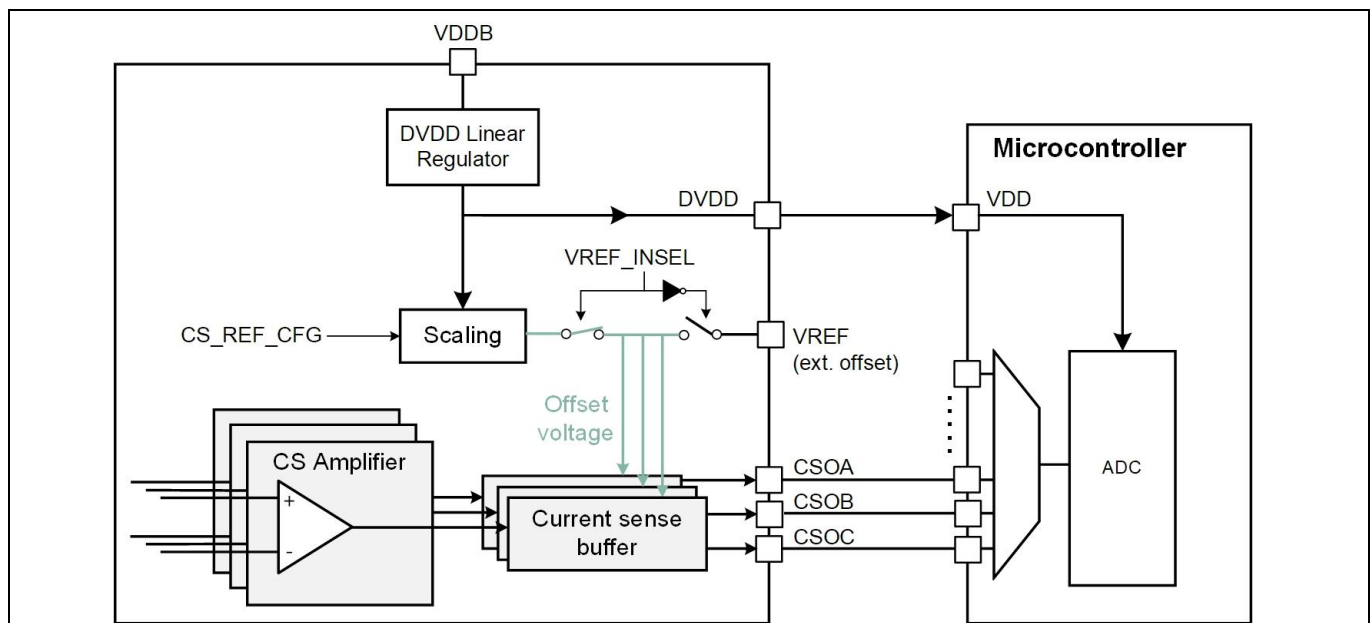 VDDB
DVDD Linear
Regulator
Microcontroller
DVDD
VDD
VREF_INSEL
CS_REF_CFG
Scaling
VREF
(ext. offset)
Offset
voltage
CS Amplifier
+
-
Current sense
buffer
CSOA
CSOB
CSOC
ADC